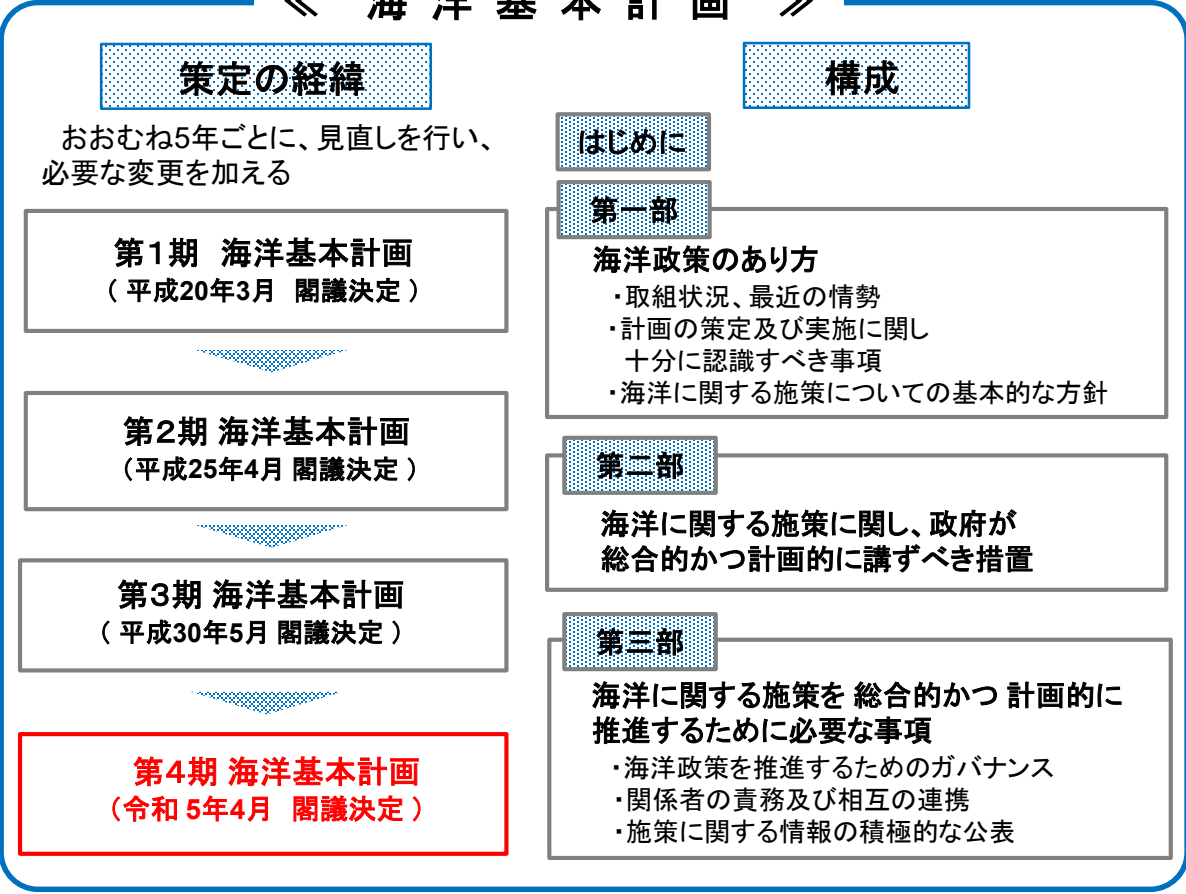 ≪ 海洋基本計画 ≫
策定の経緯
おおむね5年ごとに、見直しを行い、
必要な変更を加える
第1期 海洋基本計画
( 平成20年3月 閣議決定 )
第2期 海洋基本計画
(平成25年4月 閣議決定 )
第3期 海洋基本計画
( 平成30年5月 閣議決定 )
第4期 海洋基本計画
(令和 5年4月 閣議決定 )
構成
はじめに
第一部
海洋政策のあり方
・取組状況、最近の情勢
・計画の策定及び実施に関し
十分に認識すべき事項
・海洋に関する施策についての基本的な方針
第二部
海洋に関する施策に関し、政府が
総合的かつ計画的に講ずべき措置
第三部
海洋に関する施策を 総合的かつ 計画的に
推進するために必要な事項
・海洋政策を推進するためのガバナンス
・関係者の責務及び相互の連携
・施策に関する情報の積極的な公表